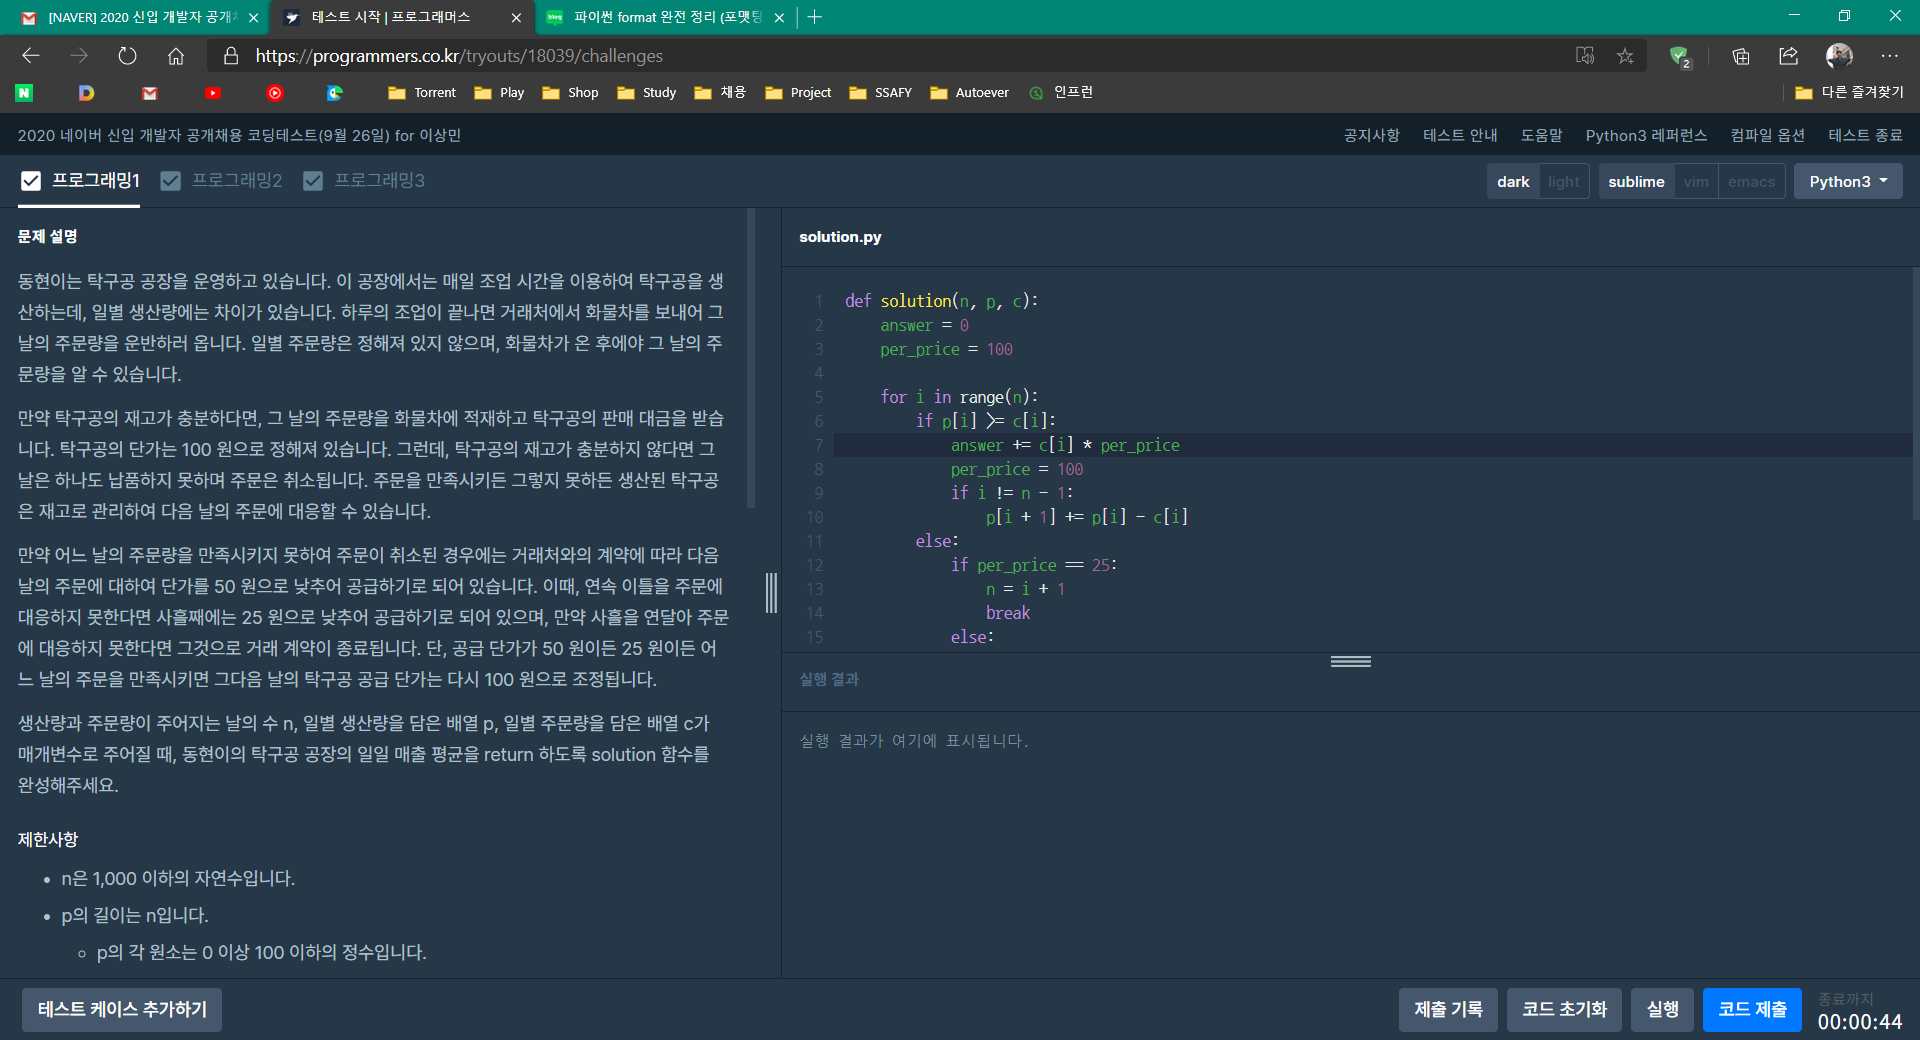 [NAVER] 2020 신입 개발자 공개채
테스트 시작 | 프로그래머스
파이썬 format 완전 정리 (포맷팅
https://programmers.co.kr/tryouts/18039/challenges
2
Torrent
Play
Shop
Study
채용
Project
SSAFY
Autoever
인프런
다른 즐겨찾기
2020 네이버 신입 개발자 공개채용 코딩테스트(9월 26일) for 이상민
공지사항
테스트 안내
도움말
Python3 레퍼런스
컴파일 옵션
테스트 종료
프로그래밍1
프로그래밍2
프로그래밍3
dark
light
sublime
vim
emacs
Python3
문제 설명
동현이는 탁구공 공장을 운영하고 있습니다. 이 공장에서는 매일 조업 시간을 이용하여 탁구공을 생
산하는데, 일별 생산량에는 차이가 있습니다. 하루의 조업이 끝나면 거래처에서 화물차를 보내어 그
날의 주문량을 운반하러 옵니다. 일별 주문량은 정해져 있지 않으며, 화물차가 온 후에야 그 날의 주
문량을 알 수 있습니다.
만약 탁구공의 재고가 충분하다면, 그 날의 주문량을 화물차에 적재하고 탁구공의 판매 대금을 받습
니다. 탁구공의 단가는 100 원으로 정해져 있습니다. 그런데, 탁구공의 재고가 충분하지 않다면 그
날은 하나도 납품하지 못하며 주문은 취소됩니다. 주문을 만족시키든 그렇지 못하든 생산된 탁구공
은 재고로 관리하여 다음 날의 주문에 대응할 수 있습니다.
만약 어느 날의 주문량을 만족시키지 못하여 주문이 취소된 경우에는 거래처와의 계약에 따라 다음
날의 주문에 대하여 단가를 50 원으로 낮추어 공급하기로 되어 있습니다. 이때, 연속 이틀을 주문에
대응하지 못한다면 사흘째에는 25 원으로 낮추어 공급하기로 되어 있으며, 만약 사흘을 연달아 주문
에 대응하지 못한다면 그것으로 거래 계약이 종료됩니다. 단, 공급 단가가 50 원이든 25 원이든 어
느 날의 주문을 만족시키면 그다음 날의 탁구공 공급 단가는 다시 100 원으로 조정됩니다.
생산량과 주문량이 주어지는 날의 수 n, 일별 생산량을 담은 배열 p, 일별 주문량을 담은 배열 c가
매개변수로 주어질 때, 동현이의 탁구공 공장의 일일 매출 평균을 return 하도록 solution 함수를
완성해주세요.
제한사항
• n은 1,000 이하의 자연수입니다.
• p의 길이는 n입니다.
◦ p의 각 원소는 0 이상 100 이하의 정수입니다.
solution.py
1 def solution(n, p, c):
2 answer = 0
3 per_price = 100
4
5 for i in range(n):
6 if p[i] >= c[i]:
7 answer += c[i] * per_price
8 per_price = 100
9 if i != n - 1:
10 p[i + 1] += p[i] - c[i]
11 else:
12 if per_price == 25:
13 n = i + 1
14 break
15 else:
실행 결과
실행 결과가 여기에 표시됩니다.
테스트 케이스 추가하기
제출 기록
코드 초기화
실행
코드 제출
종료까지
00:00:44